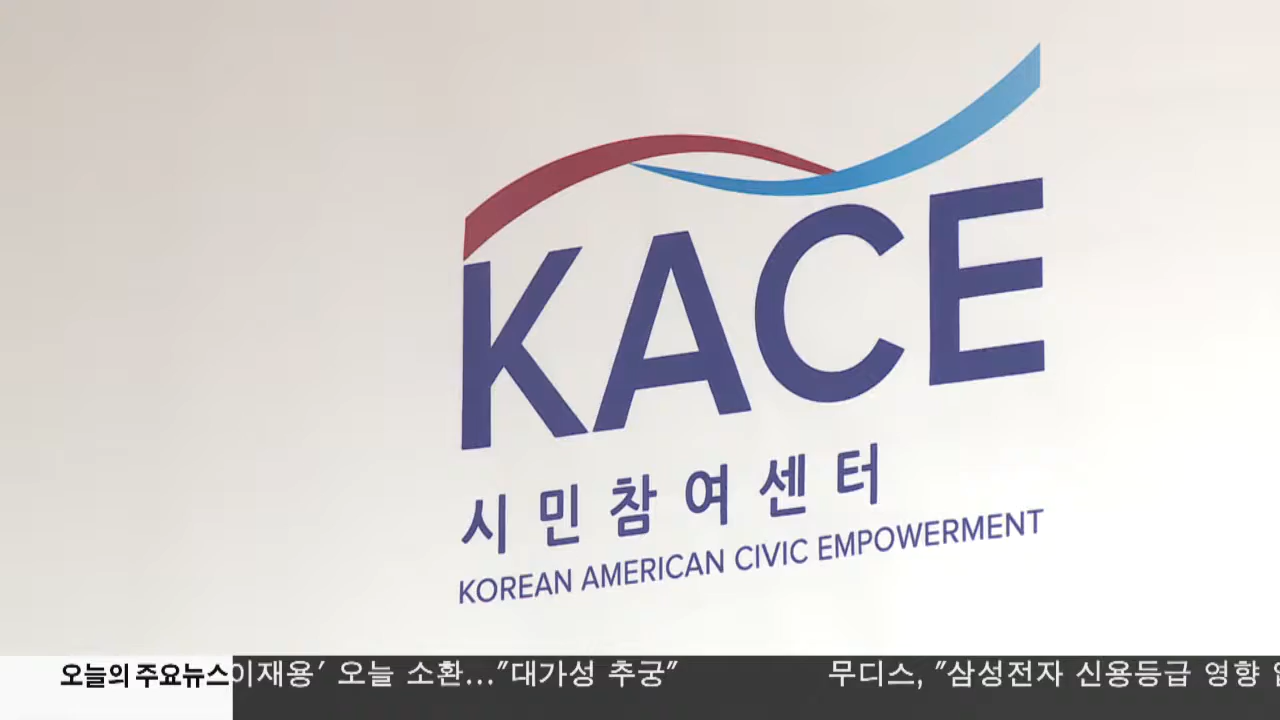 KACE
시민참여센터
KOREAN AMERICAN CIVIC EMPOWERMENT
오늘의 주요뉴스
이재용' 오늘 소환..."대가성 추궁"
무디스, "삼성전자 신용등급 영향